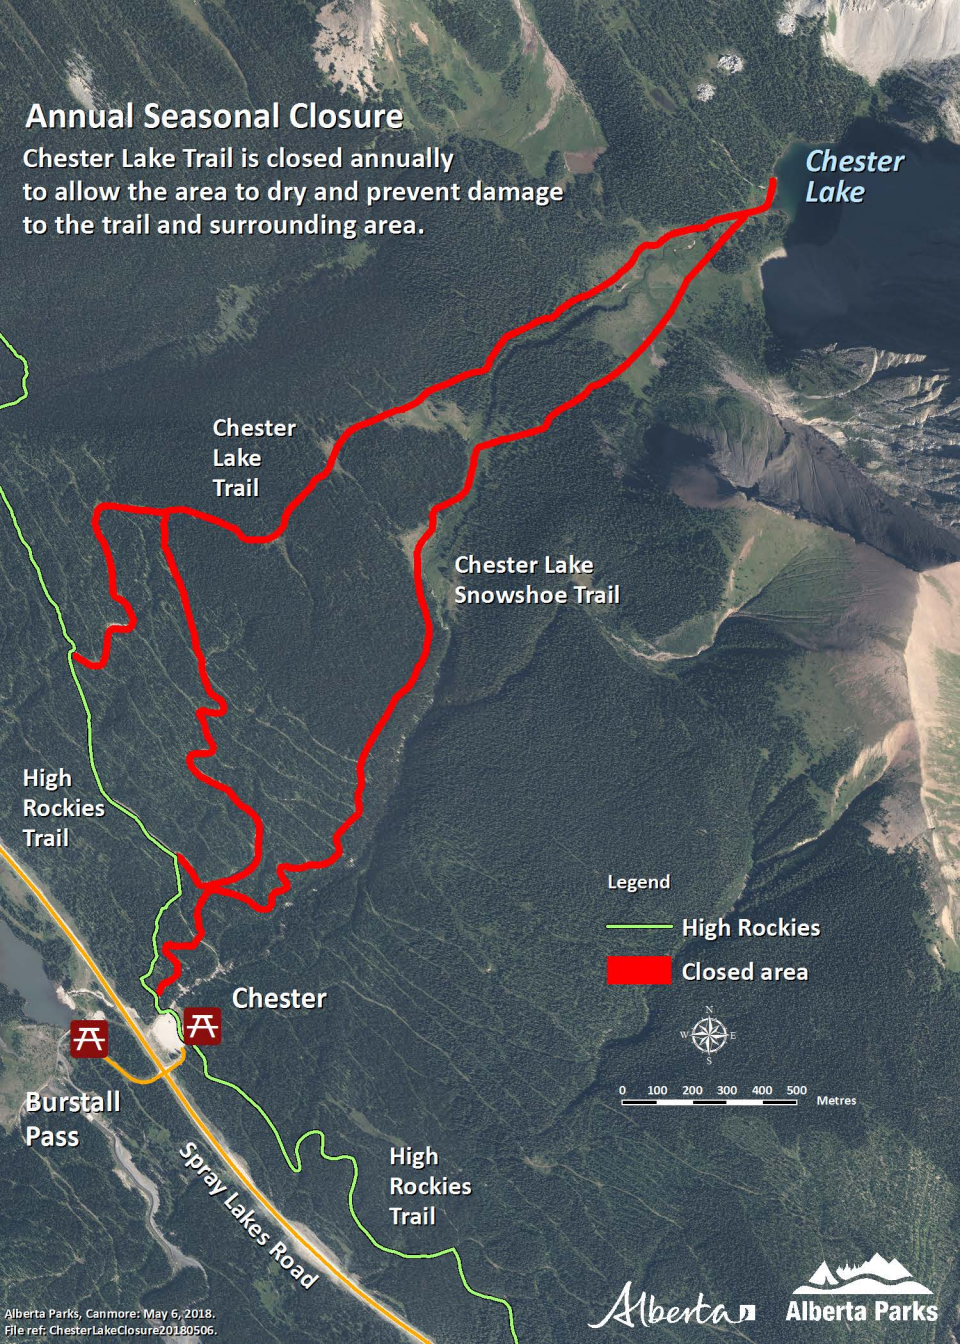 Annual Seasonal Closure
Chester Lake Trail is closed annually
to allow the area to dry and prevent damage
to the trail and surrounding area.
Chester
Lake
Chester
Lake
Trail
Chester Lake
Snowshoe Trail
High
Rockies
Trail
Legend
High Rockies
Closed area
N
W E
S
0 100 200 300 400 500
Metres
Chester
Burstall
Pass
Spray Lakes Road
High
Rockies
Trail
Alberta Parks, Canmore: May 6, 2018.
File ref: ChesterLakeClosure20180506.
Alberta
Alberta Parks